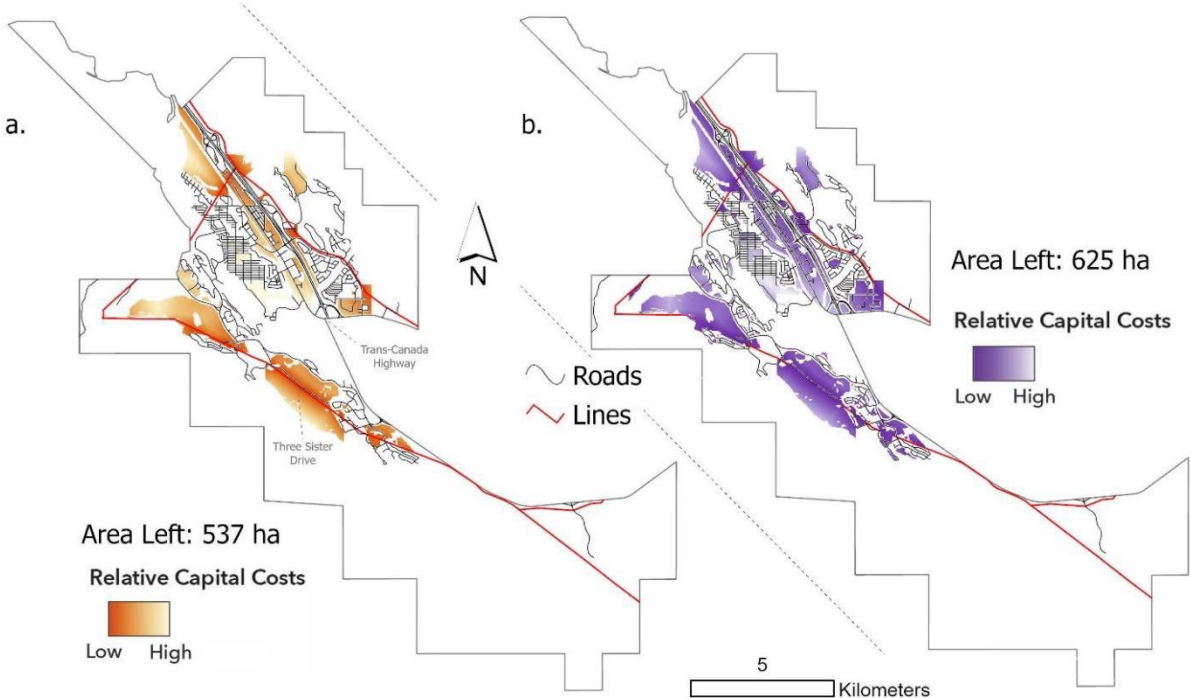 a.
b.
N
Trans-Canada
Highway
Three Sister
Drive
Roads
Lines
Area Left: 625 ha
Relative Capital Costs
Low High
Area Left: 537 ha
Relative Capital Costs
Low High
5
Kilometers